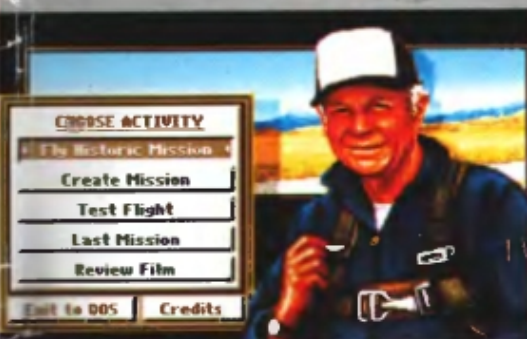 CHOOSE ACTIVITY
Fly Historic Mission
Create Mission
Test Flight
Last Mission
Review Film
Exit to DOS Credits